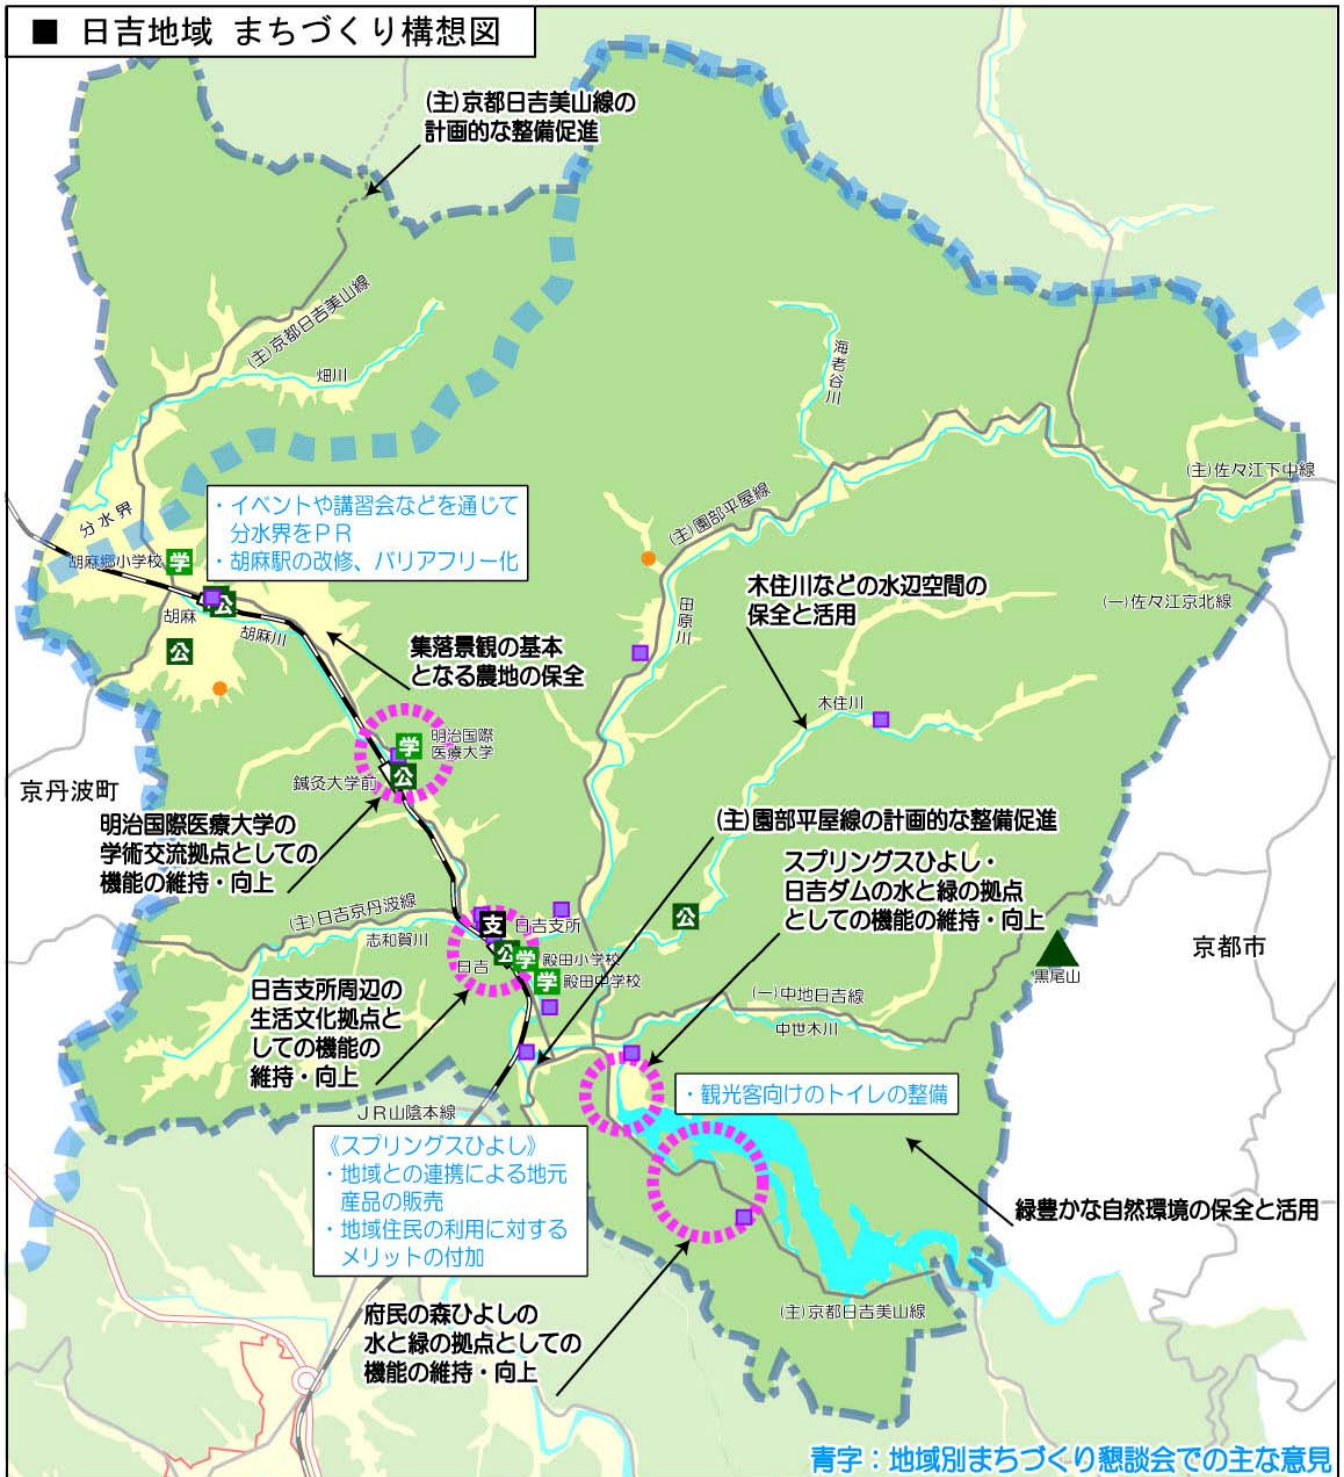 ■ 日吉地域 まちづくり構想図
(主)京都日吉美山線の
計画的な整備促進
(主)京都日吉美山線
畑川
海老谷川
(主)佐々江下中線
(主)園部平屋線
分水界
・イベントや講習会などを通じて
分水界をPR
・胡麻駅の改修、バリアフリー化
胡麻郷小学校
学
公
胡麻
胡麻川
公
木住川などの水辺空間の
保全と活用
田原川
(一)佐々江京北線
集落景観の基本
となる農地の保全
木住川
学
明治国際
医療大学
公
鍼灸大学前
京丹波町
明治国際医療大学の
学術交流拠点としての
機能の維持・向上
(主)園部平屋線の計画的な整備促進
スプリングスひよし・
日吉ダムの水と緑の拠点
としての機能の維持・向上
(主)日吉京丹波線
志和賀川
支
日吉支所
公
公
学
殿田小学校
日吉
学
殿田中学校
京都市
黒尾山
日吉支所周辺の
生活文化拠点と
しての機能の
維持・向上
(一)中地日吉線
中世木川
・観光客向けのトイレの整備
JR山陰本線
《スプリングスひよし》
・地域との連携による地元
産品の販売
・地域住民の利用に対する
メリットの付加
緑豊かな自然環境の保全と活用
(主)京都日吉美山線
府民の森ひよしの
水と緑の拠点としての
機能の維持・向上
青字：地域別まちづくり懇談会での主な意見